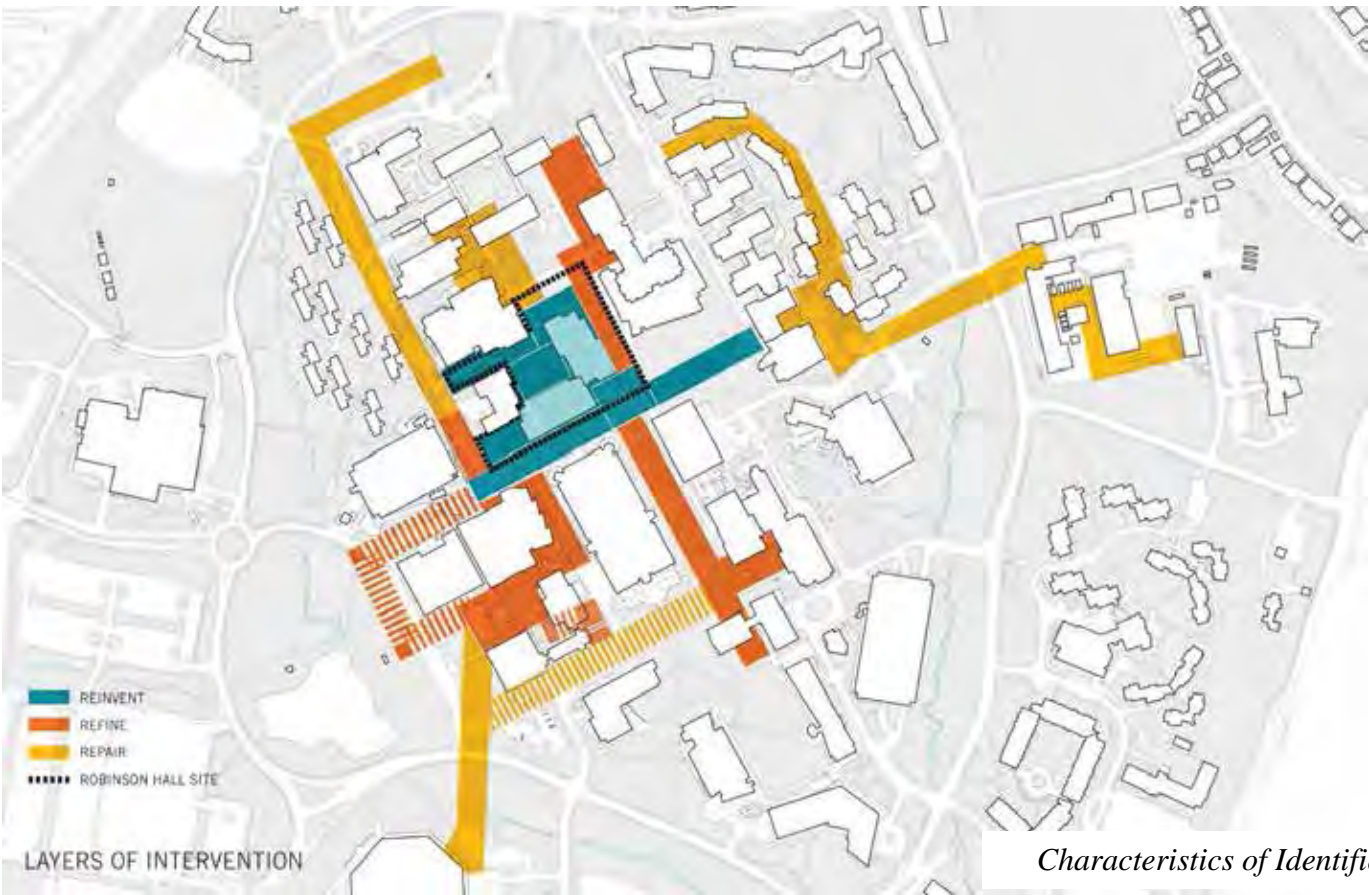 REINVENT
REFINE
REPAIR
ROBINSON HALL SITE
LAYERS OF INTERVENTION
Characteristics of Identifi